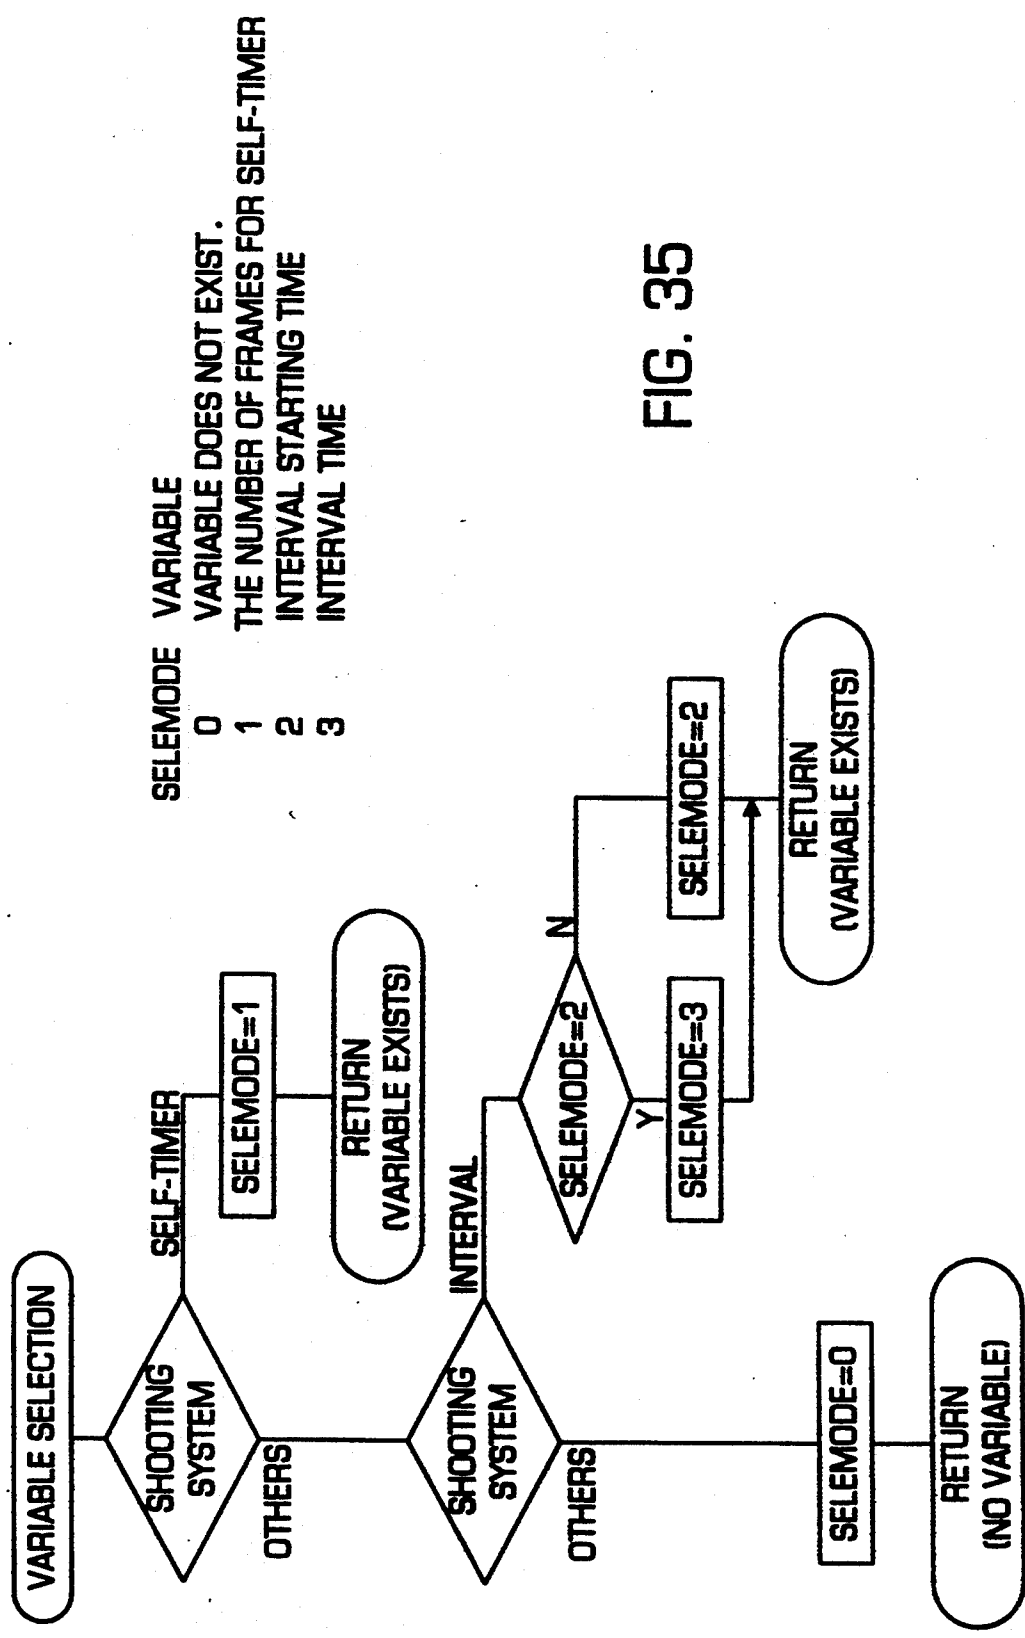 VARIABLE SELECTION
SHOOTING
SYSTEM
SELF-TIMER
OTHERS
SELEMODE=1
RETURN
(VARIABLE EXISTS)
SHOOTING
SYSTEM
INTERVAL
OTHERS
SELEMODE=2
N
Y
SELEMODE=3
SELEMODE=2
RETURN
(VARIABLE EXISTS)
SELEMODE=0
RETURN
(NO VARIABLE)
SELEMODE VARIABLE
0 VARIABLE DOES NOT EXIST.
1 THE NUMBER OF FRAMES FOR SELF-TIMER
2 INTERVAL STARTING TIME
3 INTERVAL TIME
FIG. 35